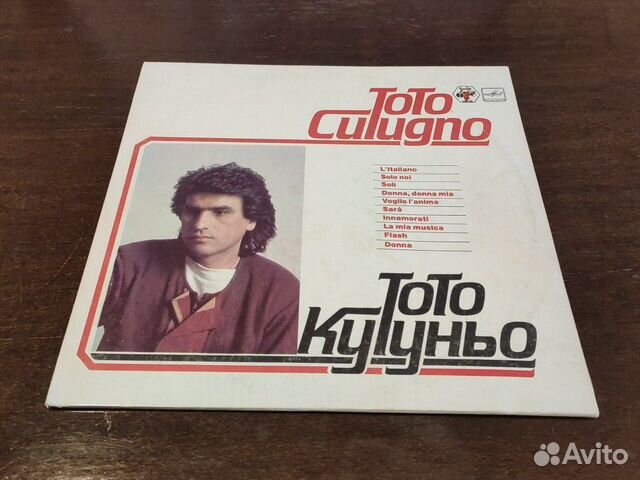 Toto
Cutugno
L'Italiano
Solo noi
Soli
Donna, donna mia
Voglio l'anima
Sarà
Innamorati
La mia musica
Flash
Donna
Тото
Кутуньо
Avito